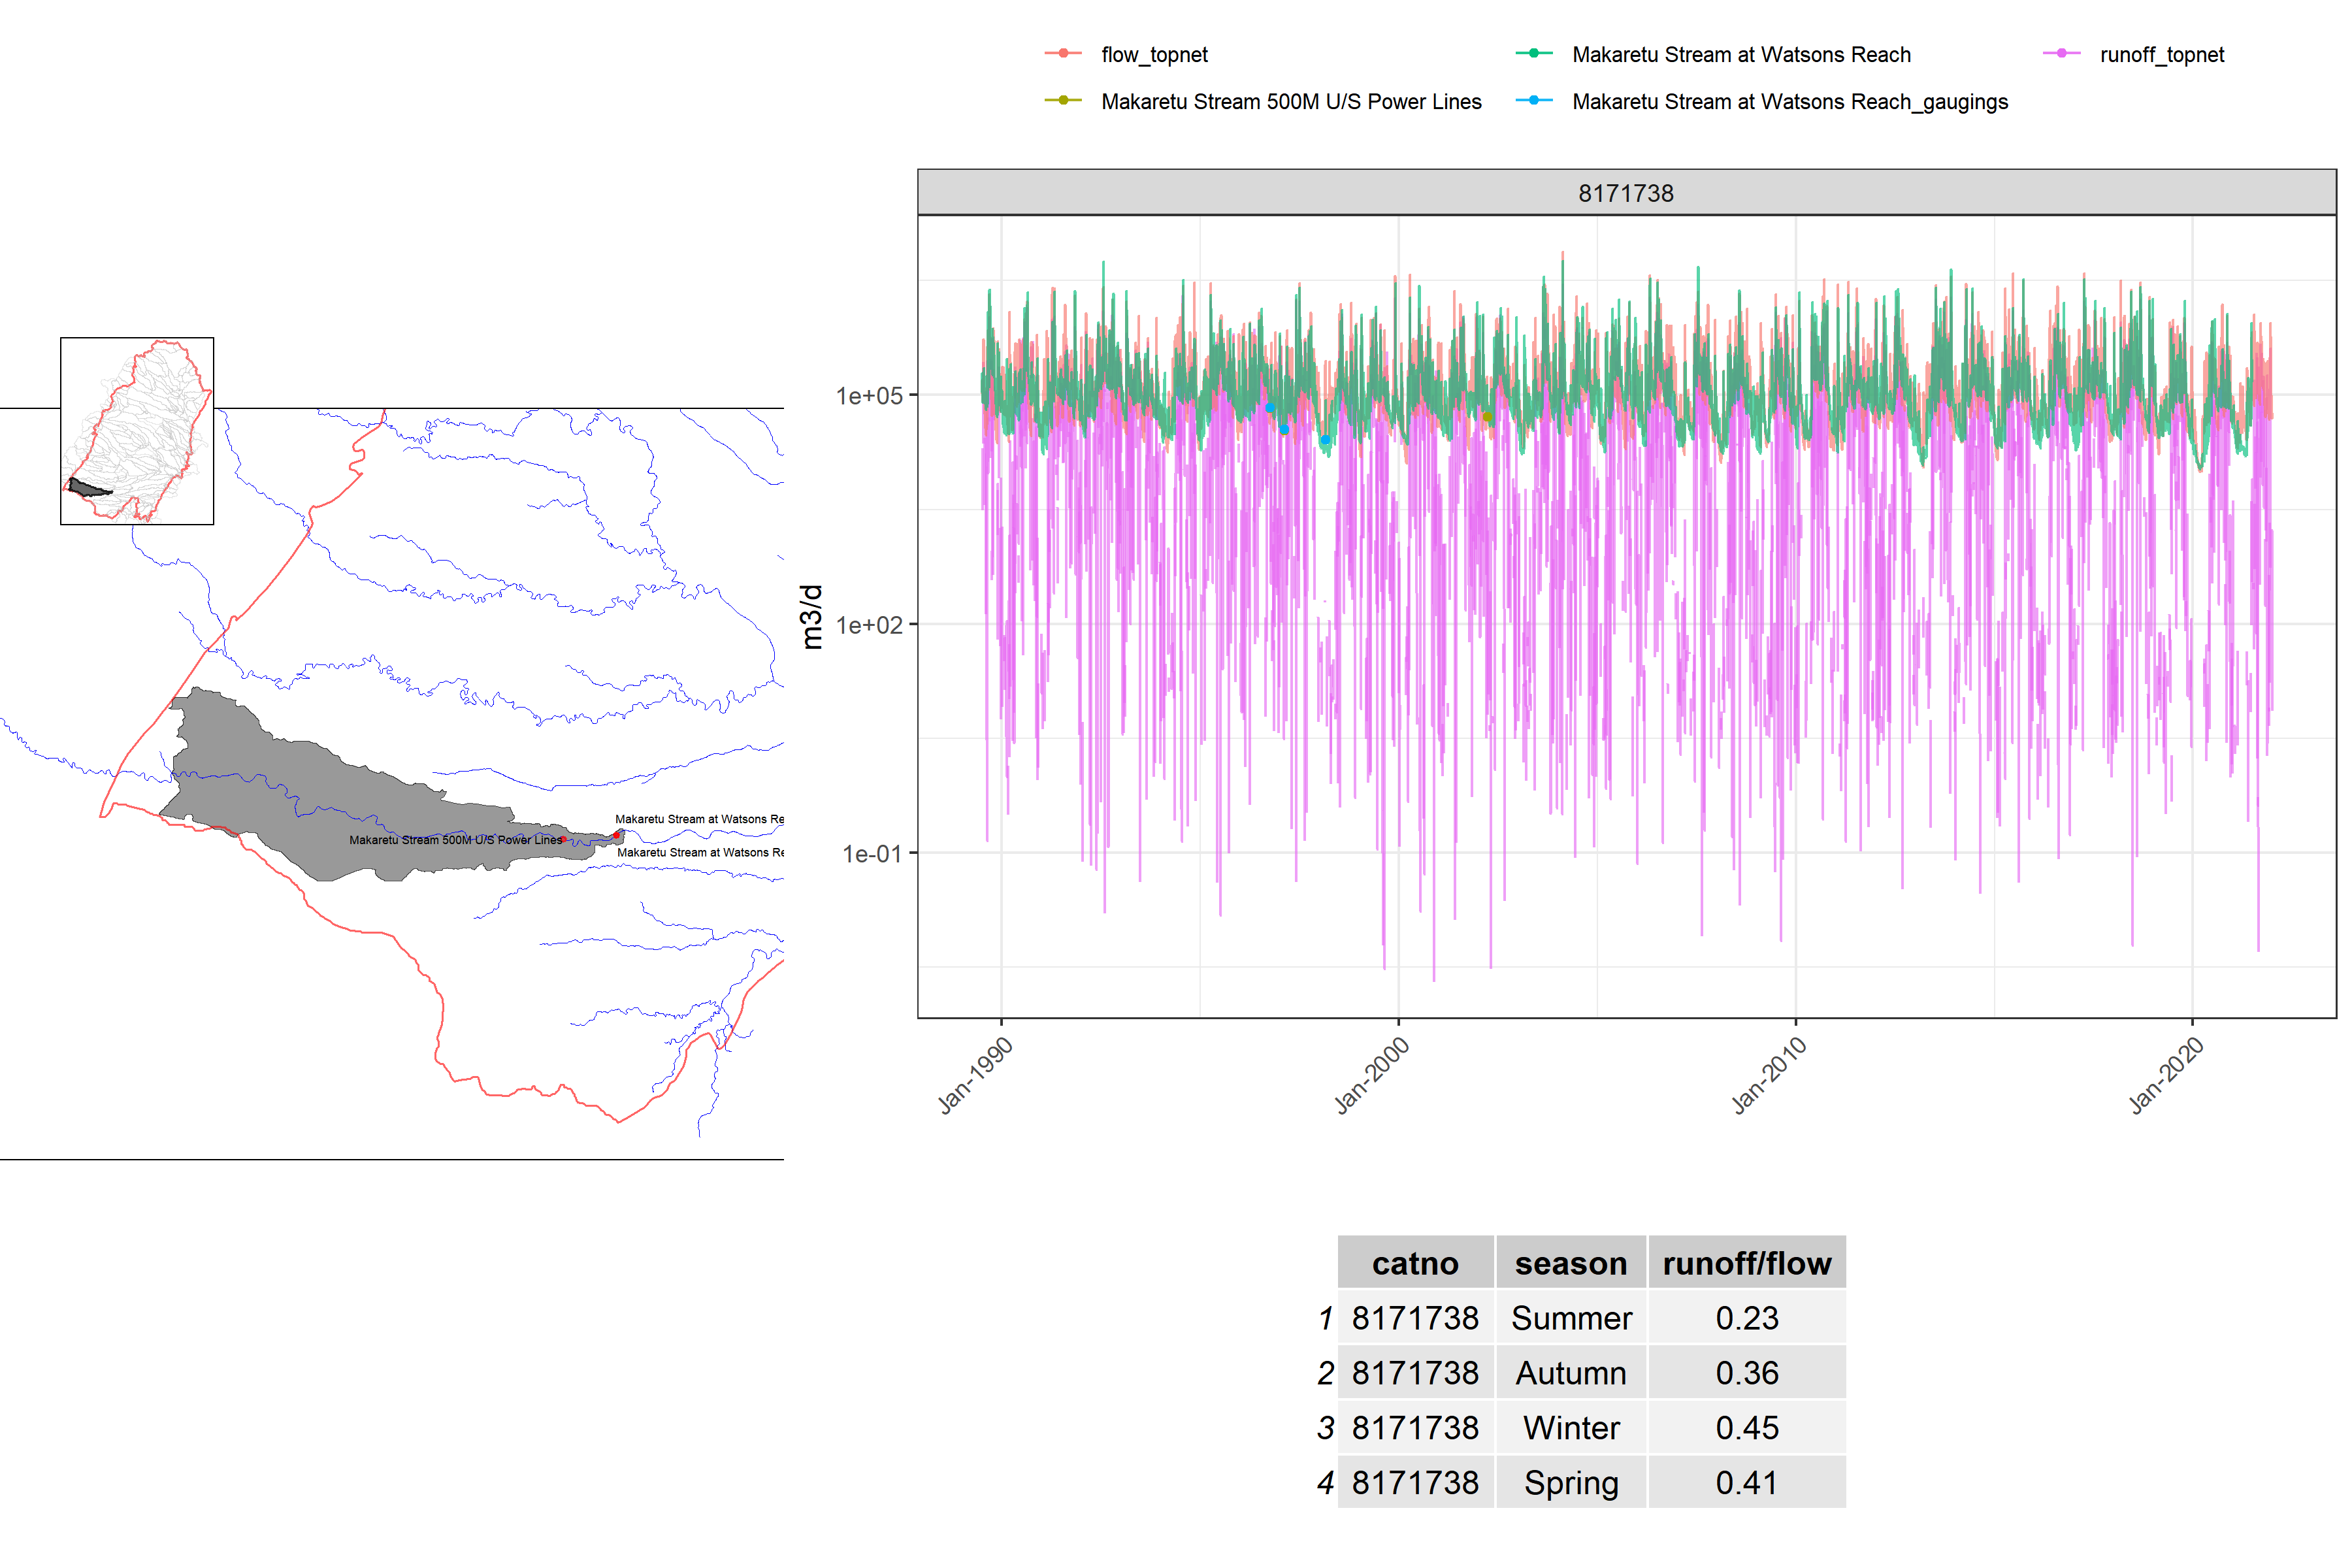 flow_topnet
Makaretu Stream at Watsons Reach
runoff_topnet
Makaretu Stream 500M U/S Power Lines
Makaretu Stream at Watsons Reach_gaugings
8171738
1e+05
1e+02
1e-01
m3/d
Jan-1990
Jan-2000
Jan-2010
Jan-2020
Makaretu Stream at Watsons Re
Makaretu Stream 500M U/S Power Lines
Makaretu Stream at Watsons Re
catno season runoff/flow
1 8171738 Summer 0.23
2 8171738 Autumn 0.36
3 8171738 Winter 0.45
4 8171738 Spring 0.41